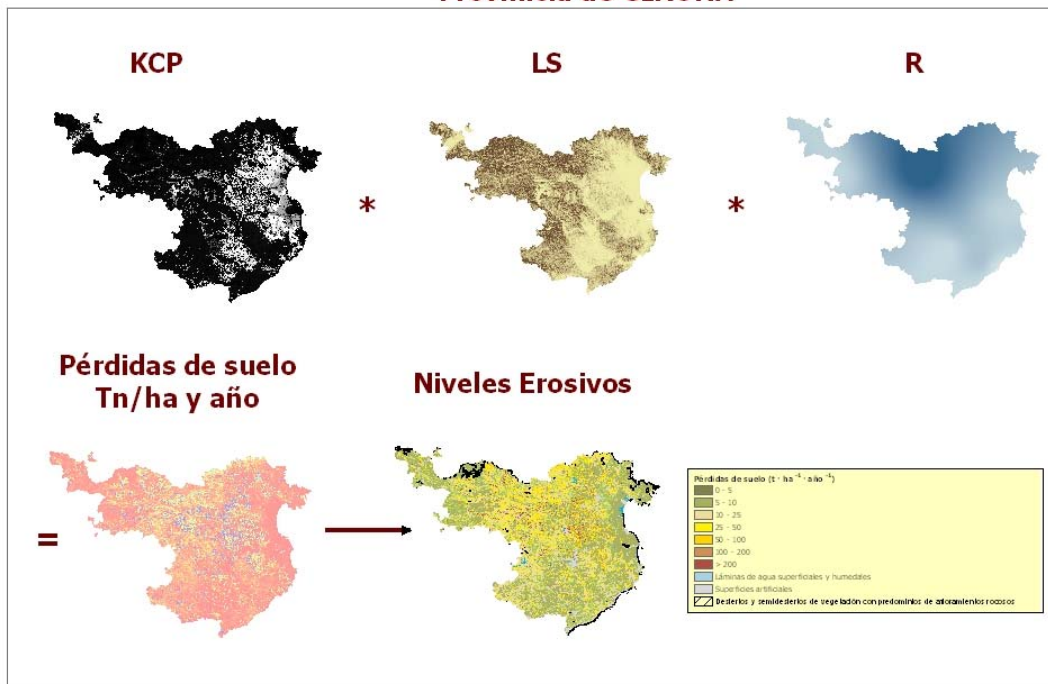 KCP
LS
R
*
*
Pérdidas de suelo
Tn/ha y año
Niveles Erosivos
=
Pérdidas de suelo (t · ha⁻¹ · año⁻¹)
0 - 5
5 - 10
10 - 25
25 - 50
50 - 100
100 - 200
> 200
Láminas de agua superficiales y humedales
Superficies artificiales
Desiertos y semidesiertos de vegetación con predominios de afloramientos rocosos